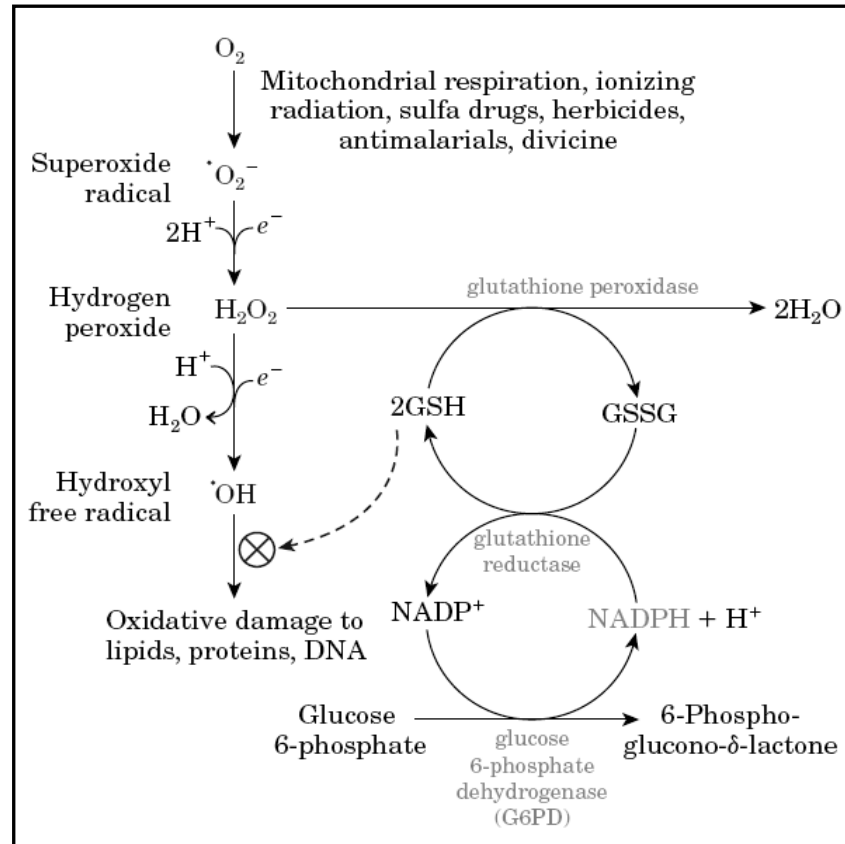 O₂
Mitochondrial respiration, ionizing
radiation, sulfa drugs, herbicides,
antimalarials, divicine
Superoxide
radical
˙O₂⁻
2H⁺
e⁻
Hydrogen
peroxide
H₂O₂
glutathione peroxidase
2H₂O
H⁺
e⁻
H₂O
2GSH
GSSG
Hydroxyl
free radical
˙OH
glutathione
reductase
Oxidative damage to
lipids, proteins, DNA
NADP⁺
NADPH + H⁺
Glucose
6-phosphate
6-Phospho-
glucono-δ-lactone
glucose
6-phosphate
dehydrogenase
(G6PD)